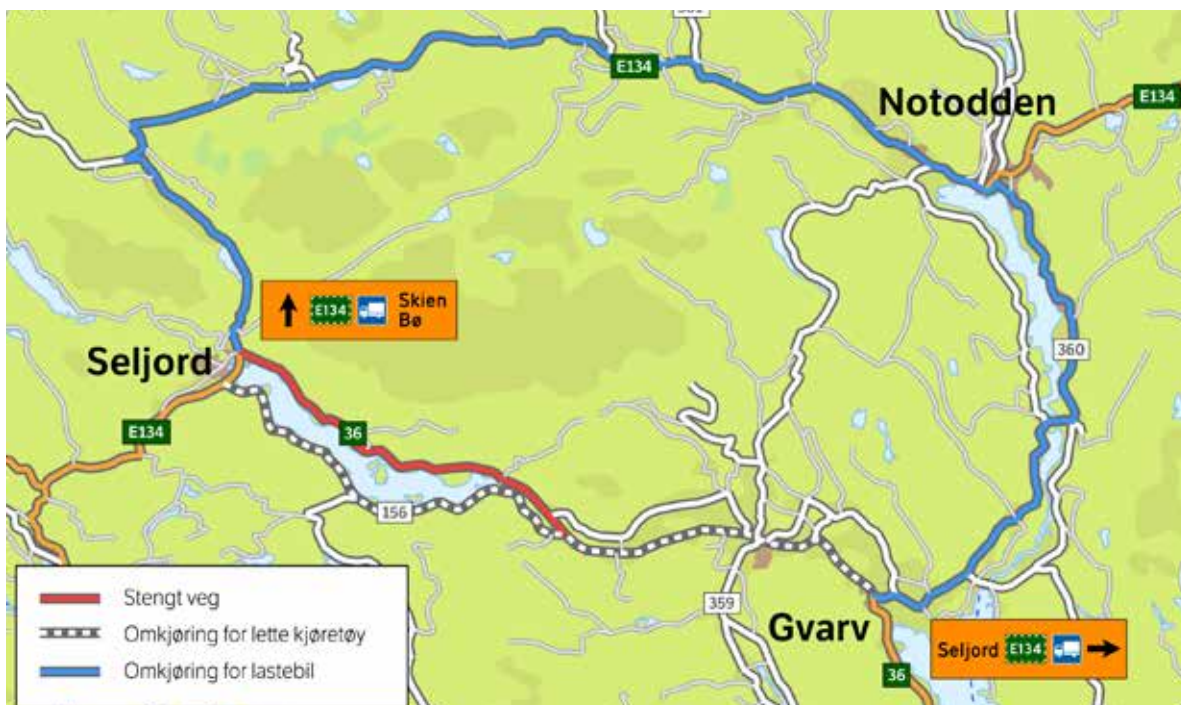 E134
Notodden
E134
E134 Skien
Bø
Seljord
360
E134
36
156
359
Gvarv
Seljord E134
36
Stengt veg
Omkjøring for lette kjøretøy
Omkjøring for lastebil